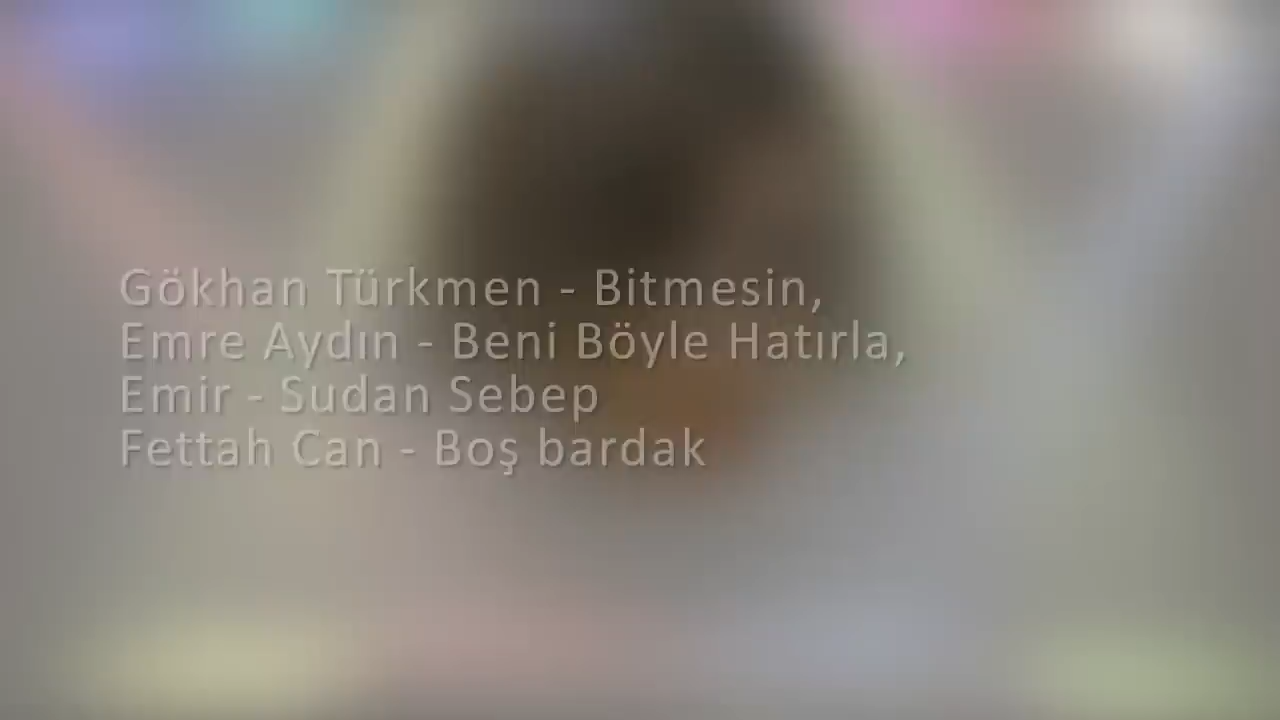 Gökhan Türkmen - Bitmesin,
Emre Aydın - Beni Böyle Hatırla,
Emir - Sudan Sebep
Fettah Can - Boş bardak